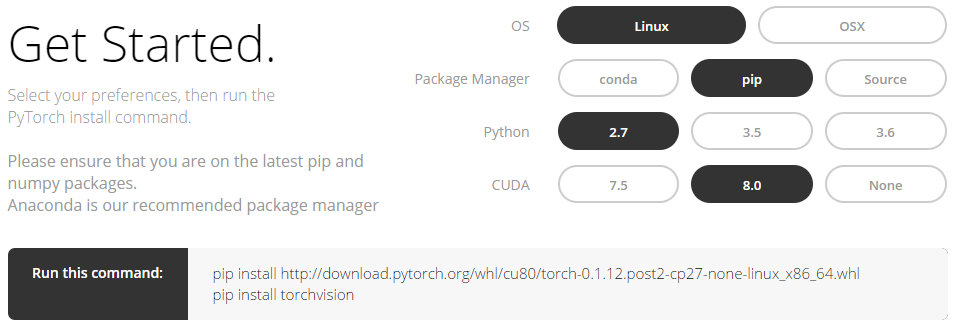 Get Started.
Select your preferences, then run the
PyTorch install command.
Please ensure that you are on the latest pip and
numpy packages.
Anaconda is our recommended package manager
OS Linux OSX
Package Manager conda pip Source
Python 2.7 3.5 3.6
CUDA 7.5 8.0 None
Run this command: pip install http://download.pytorch.org/whl/cu80/torch-0.1.12.post2-cp27-none-linux_x86_64.whl
pip install torchvision